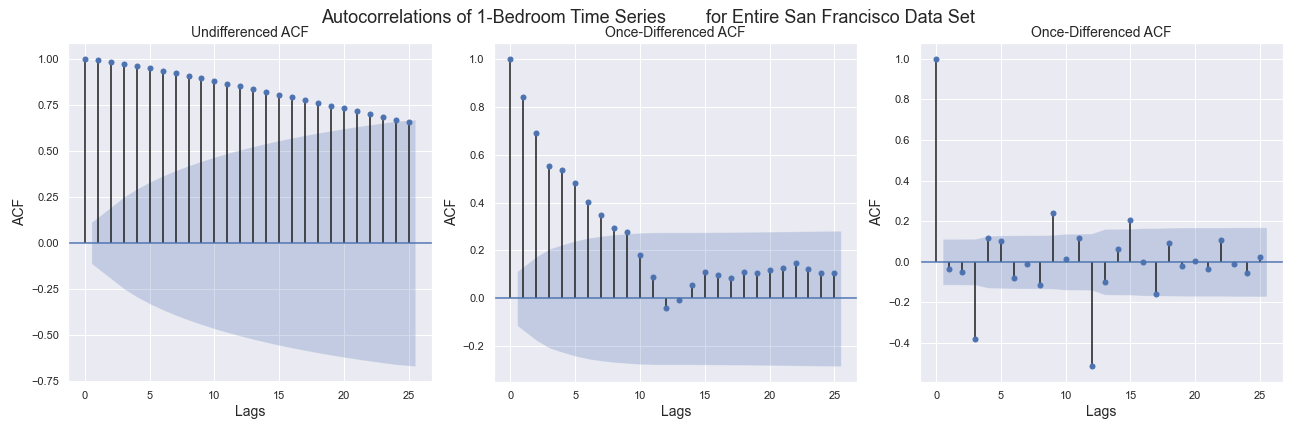 Autocorrelations of 1-Bedroom Time Series        for Entire San Francisco Data Set
Undifferenced ACF
1.00
0.75
0.50
0.25
0.00
−0.25
−0.50
−0.75
ACF
0 5 10 15 20 25
Lags
Once-Differenced ACF
1.0
0.8
0.6
0.4
0.2
0.0
−0.2
ACF
0 5 10 15 20 25
Lags
Once-Differenced ACF
1.0
0.8
0.6
0.4
0.2
0.0
−0.2
−0.4
ACF
0 5 10 15 20 25
Lags